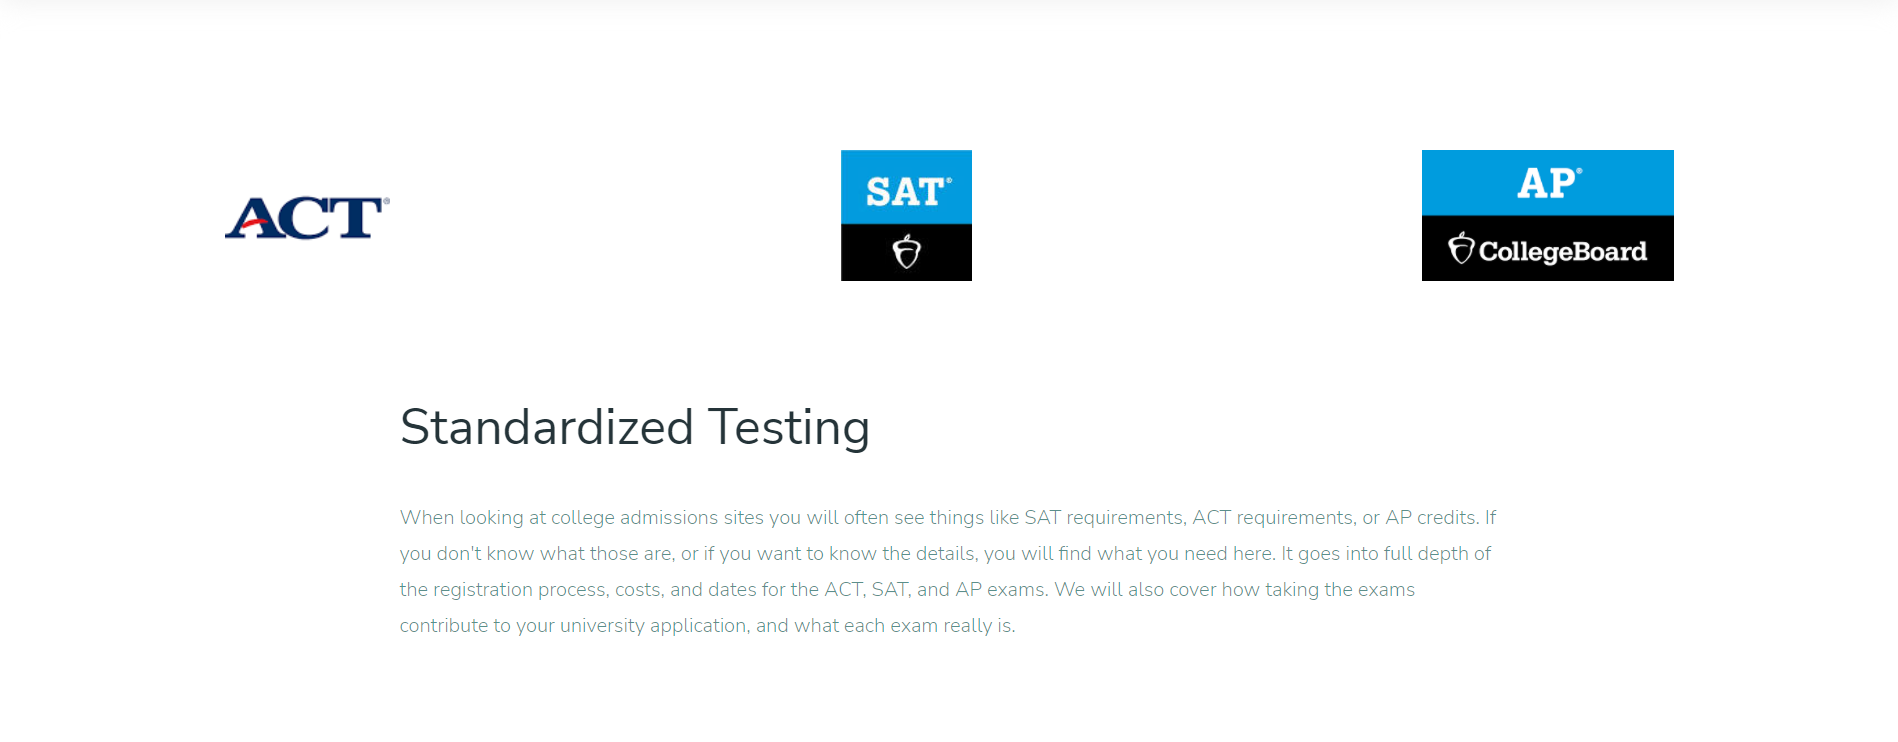 ACT®
SAT®
AP®
CollegeBoard
Standardized Testing
When looking at college admissions sites you will often see things like SAT requirements, ACT requirements, or AP credits. If
you don't know what those are, or if you want to know the details, you will find what you need here. It goes into full depth of
the registration process, costs, and dates for the ACT, SAT, and AP exams. We will also cover how taking the exams
contribute to your university application, and what each exam really is.